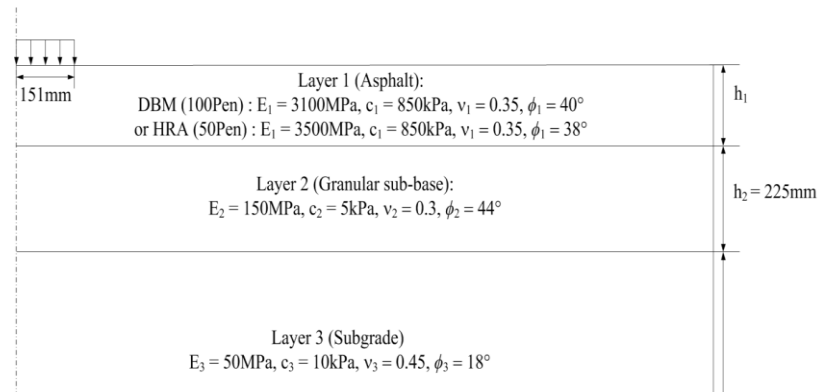 151mm
Layer 1 (Asphalt):
DBM (100Pen) : E₁ = 3100MPa, c₁ = 850kPa, ν₁ = 0.35, ϕ₁ = 40°
or HRA (50Pen) : E₁ = 3500MPa, c₁ = 850kPa, ν₁ = 0.35, ϕ₁ = 38°
h₁
Layer 2 (Granular sub-base):
E₂ = 150MPa, c₂ = 5kPa, ν₂ = 0.3, ϕ₂ = 44°
h₂ = 225mm
Layer 3 (Subgrade)
E₃ = 50MPa, c₃ = 10kPa, ν₃ = 0.45, ϕ₃ = 18°